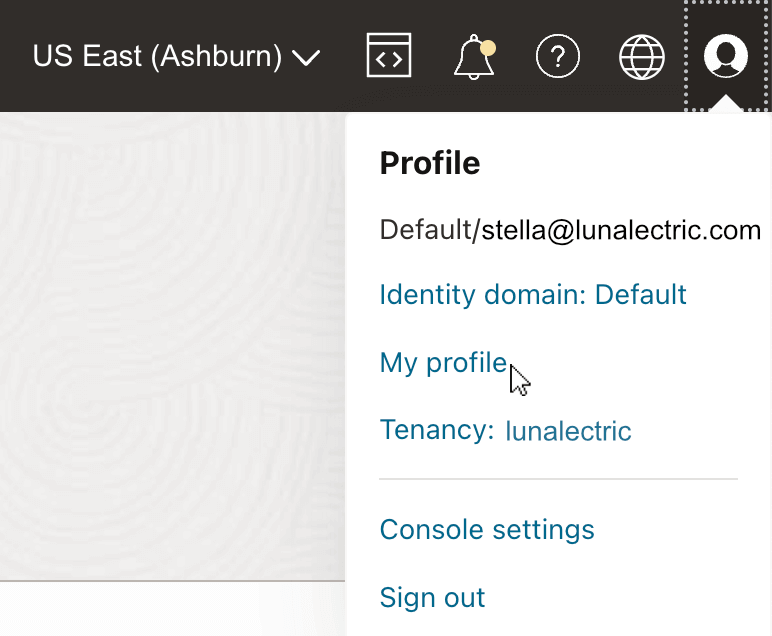 US East (Ashburn)
Profile
Default/stella@lunalectric.com
Identity domain: Default
My profile
Tenancy: lunalectric
Console settings
Sign out